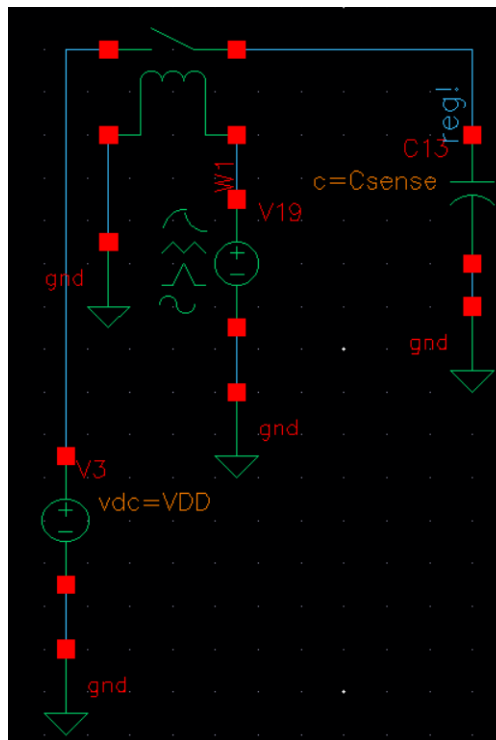 reg!
C13
c=Csense
W1
V19
gnd
gnd
gnd
V3
vdc=VDD
gnd